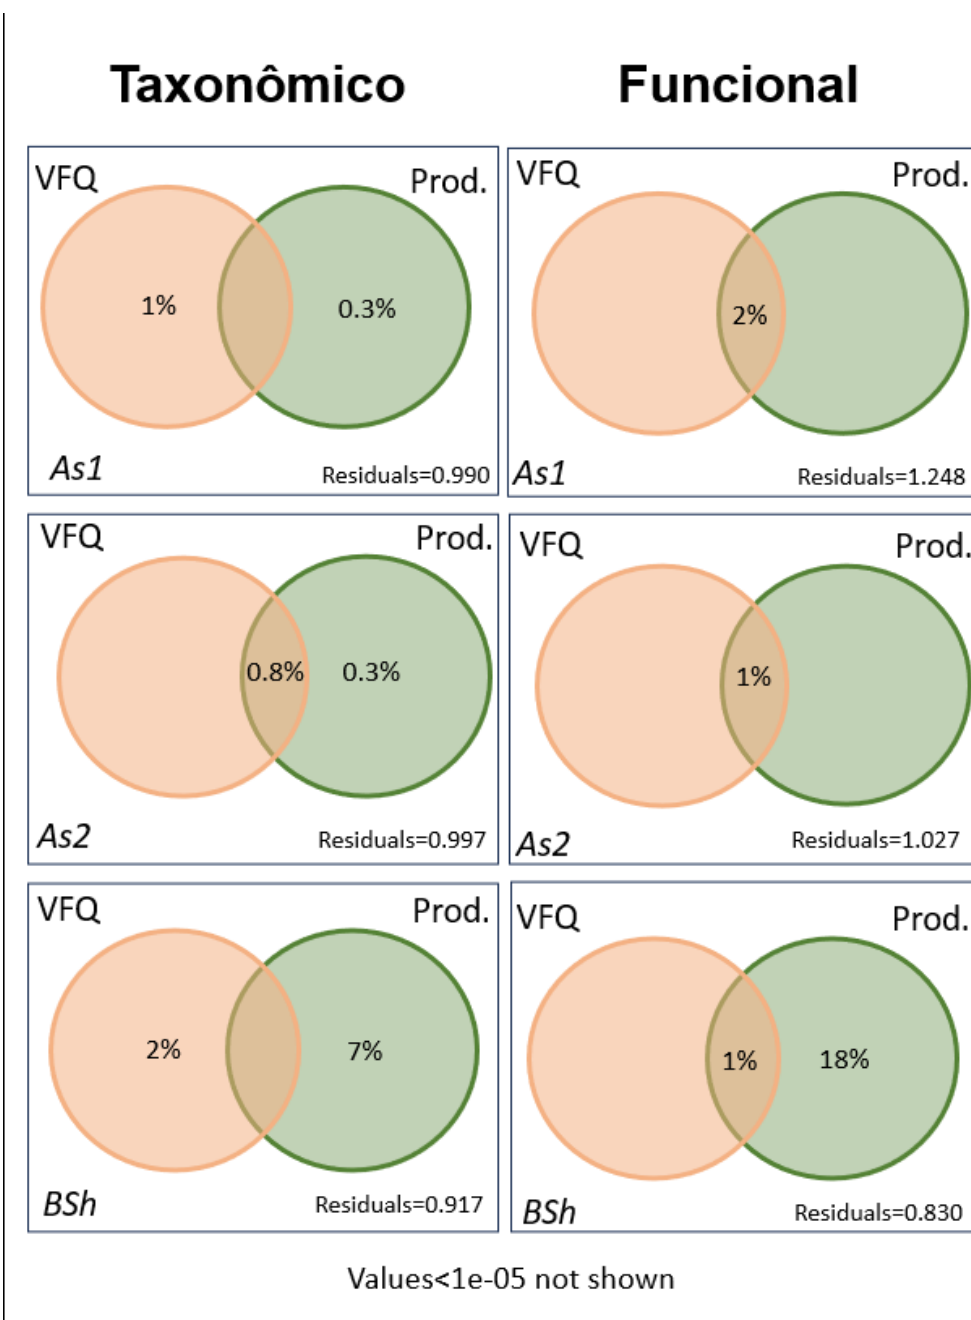 Taxonômico
Funcional
VFQ
Prod.
1%
0.3%
As1
Residuals=0.990
VFQ
Prod.
2%
As1
Residuals=1.248
VFQ
Prod.
0.8%
0.3%
As2
Residuals=0.997
VFQ
Prod.
1%
As2
Residuals=1.027
VFQ
Prod.
2%
7%
BSh
Residuals=0.917
VFQ
Prod.
1%
18%
BSh
Residuals=0.830
Values<1e-05 not shown